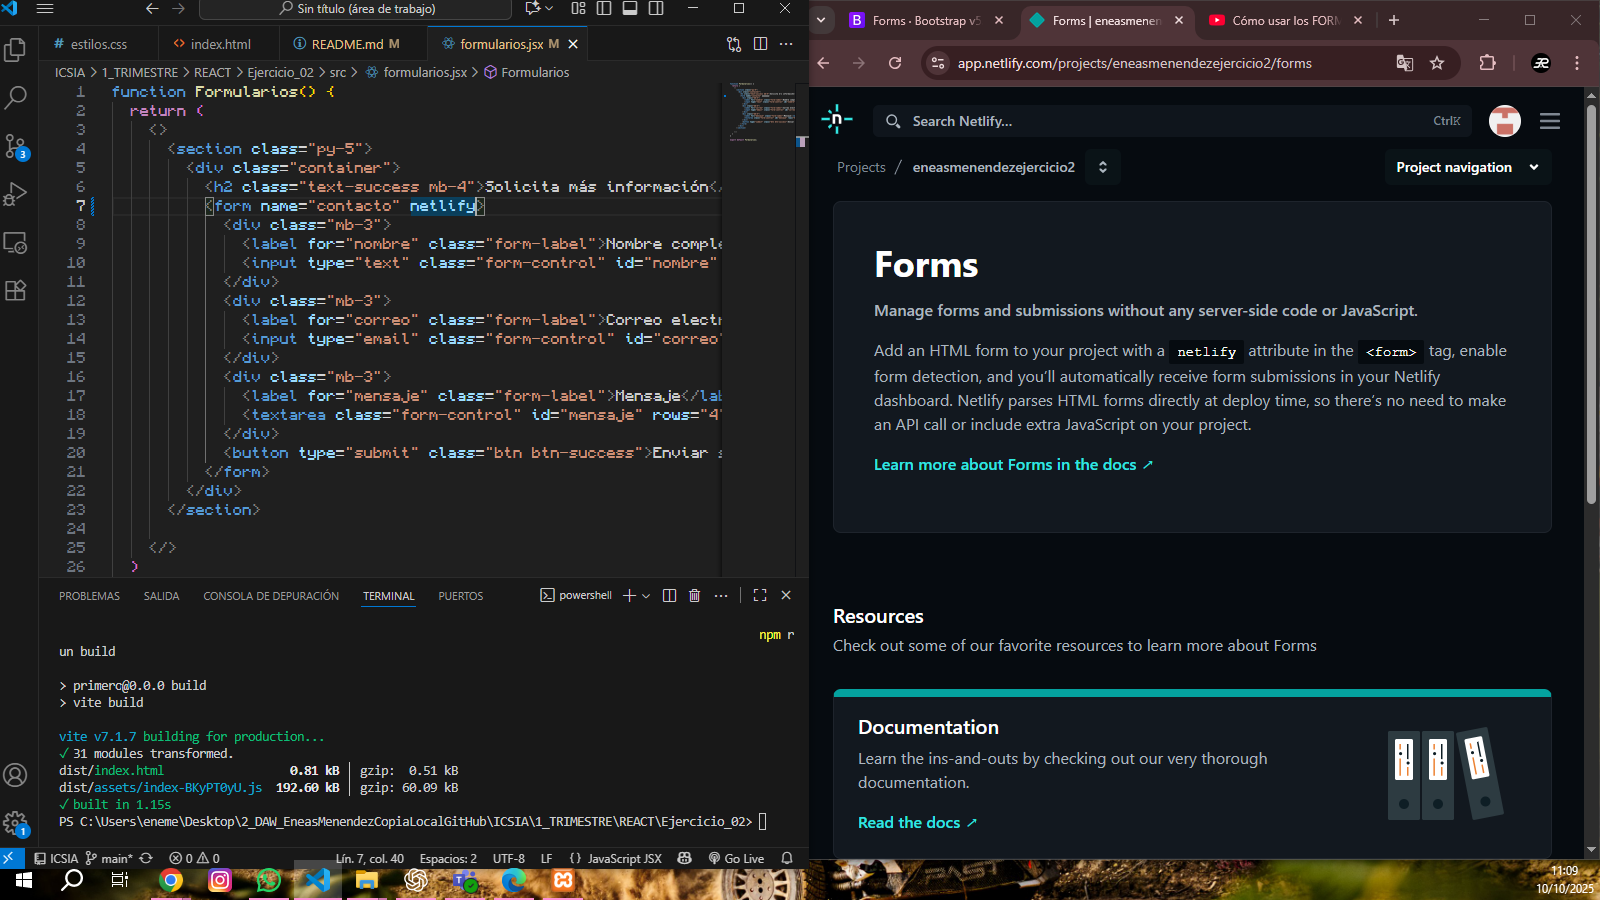 Sin título (área de trabajo)
# estilos.css
<> index.html
README.md M
formularios.jsx M
ICSIA > 1_TRIMESTRE > REACT > Ejercicio_02 > src > formularios.jsx > Formularios
1 function Formularios() {
2 return (
3 <>
4 <section class="py-5">
5 <div class="container">
6 <h2 class="text-success mb-4">Solicita más información</
7 <form name="contacto" netlify>
8 <div class="mb-3">
9 <label for="nombre" class="form-label">Nombre comple
10 <input type="text" class="form-control" id="nombre"
11 </div>
12 <div class="mb-3">
13 <label for="correo" class="form-label">Correo electr
14 <input type="email" class="form-control" id="correo"
15 </div>
16 <div class="mb-3">
17 <label for="mensaje" class="form-label">Mensaje</lab
18 <textarea class="form-control" id="mensaje" rows="4"
19 </div>
20 <button type="submit" class="btn btn-success">Enviar s
21 </form>
22 </div>
23 </section>
24
25 </>
26 )
3
1
PROBLEMAS SALIDA CONSOLA DE DEPURACIÓN TERMINAL PUERTOS
powershell
npm r
un build
> primero@0.0.0 build
> vite build
vite v7.1.7 building for production...
✓ 31 modules transformed.
dist/index.html 0.81 kB │ gzip: 0.51 kB
dist/assets/index-BKyPT0yU.js 192.60 kB │ gzip: 60.09 kB
✓ built in 1.15s
PS C:\Users\eneme\Desktop\2_DAW_EneasMenendezCopiaLocalGitHub\ICSIA\1_TRIMESTRE\REACT\Ejercicio_02>
ICSIA main* 0 0 Lín. 7, col. 40 Espacios: 2 UTF-8 LF {} JavaScript JSX Go Live
Forms · Bootstrap v5
Forms | eneasmenen
Cómo usar los FORM
app.netlify.com/projects/eneasmenendezejercicio2/forms
Search Netlify...
CtrlK
Projects / eneasmenendezejercicio2
Project navigation
Forms
Manage forms and submissions without any server-side code or JavaScript.
Add an HTML form to your project with a netlify attribute in the <form> tag, enable
form detection, and you'll automatically receive form submissions in your Netlify
dashboard. Netlify parses HTML forms directly at deploy time, so there's no need to make
an API call or include extra JavaScript on your project.
Learn more about Forms in the docs ↗
Resources
Check out some of our favorite resources to learn more about Forms
Documentation
Learn the ins-and-outs by checking out our very thorough
documentation.
Read the docs ↗
11:09
10/10/2025